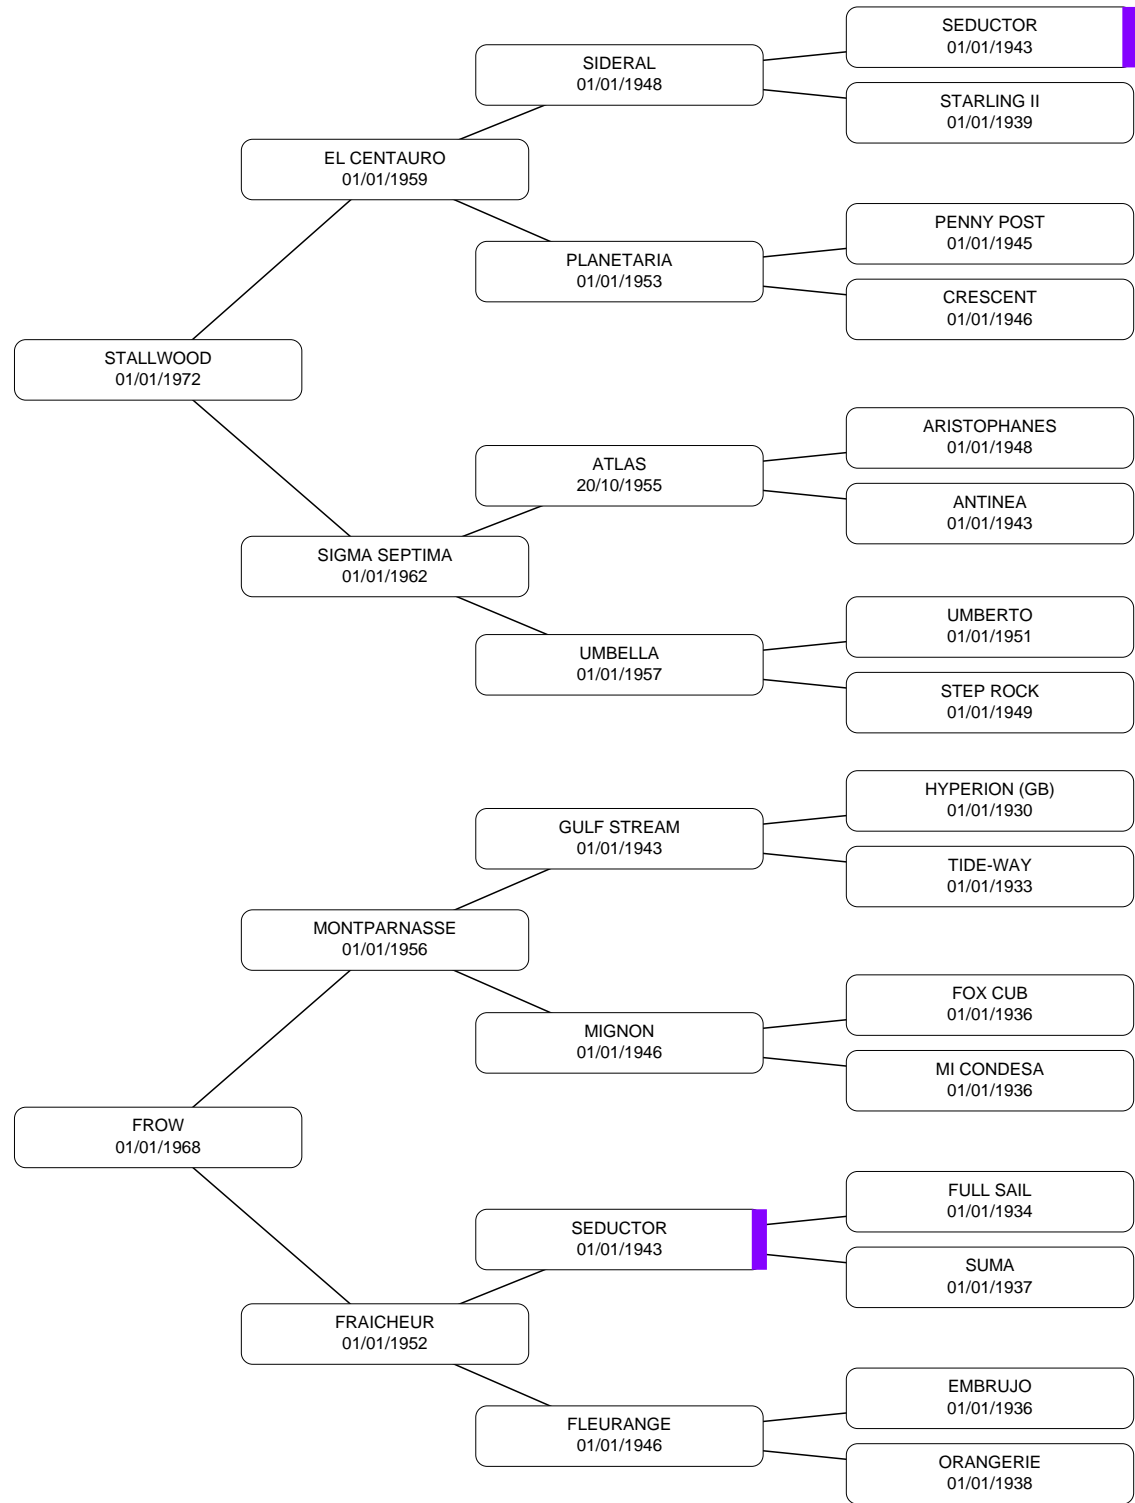 SEDUCTOR
01/01/1943
SIDERAL
01/01/1948
STARLING II
01/01/1939
EL CENTAURO
01/01/1959
PENNY POST
01/01/1945
PLANETARIA
01/01/1953
CRESCENT
01/01/1946
STALLWOOD
01/01/1972
ARISTOPHANES
01/01/1948
ATLAS
20/10/1955
ANTINEA
01/01/1943
SIGMA SEPTIMA
01/01/1962
UMBERTO
01/01/1951
UMBELLA
01/01/1957
STEP ROCK
01/01/1949
HYPERION (GB)
01/01/1930
GULF STREAM
01/01/1943
TIDE-WAY
01/01/1933
MONTPARNASSE
01/01/1956
FOX CUB
01/01/1936
MIGNON
01/01/1946
MI CONDESA
01/01/1936
FROW
01/01/1968
FULL SAIL
01/01/1934
SEDUCTOR
01/01/1943
SUMA
01/01/1937
FRAICHEUR
01/01/1952
EMBRUJO
01/01/1936
FLEURANGE
01/01/1946
ORANGERIE
01/01/1938